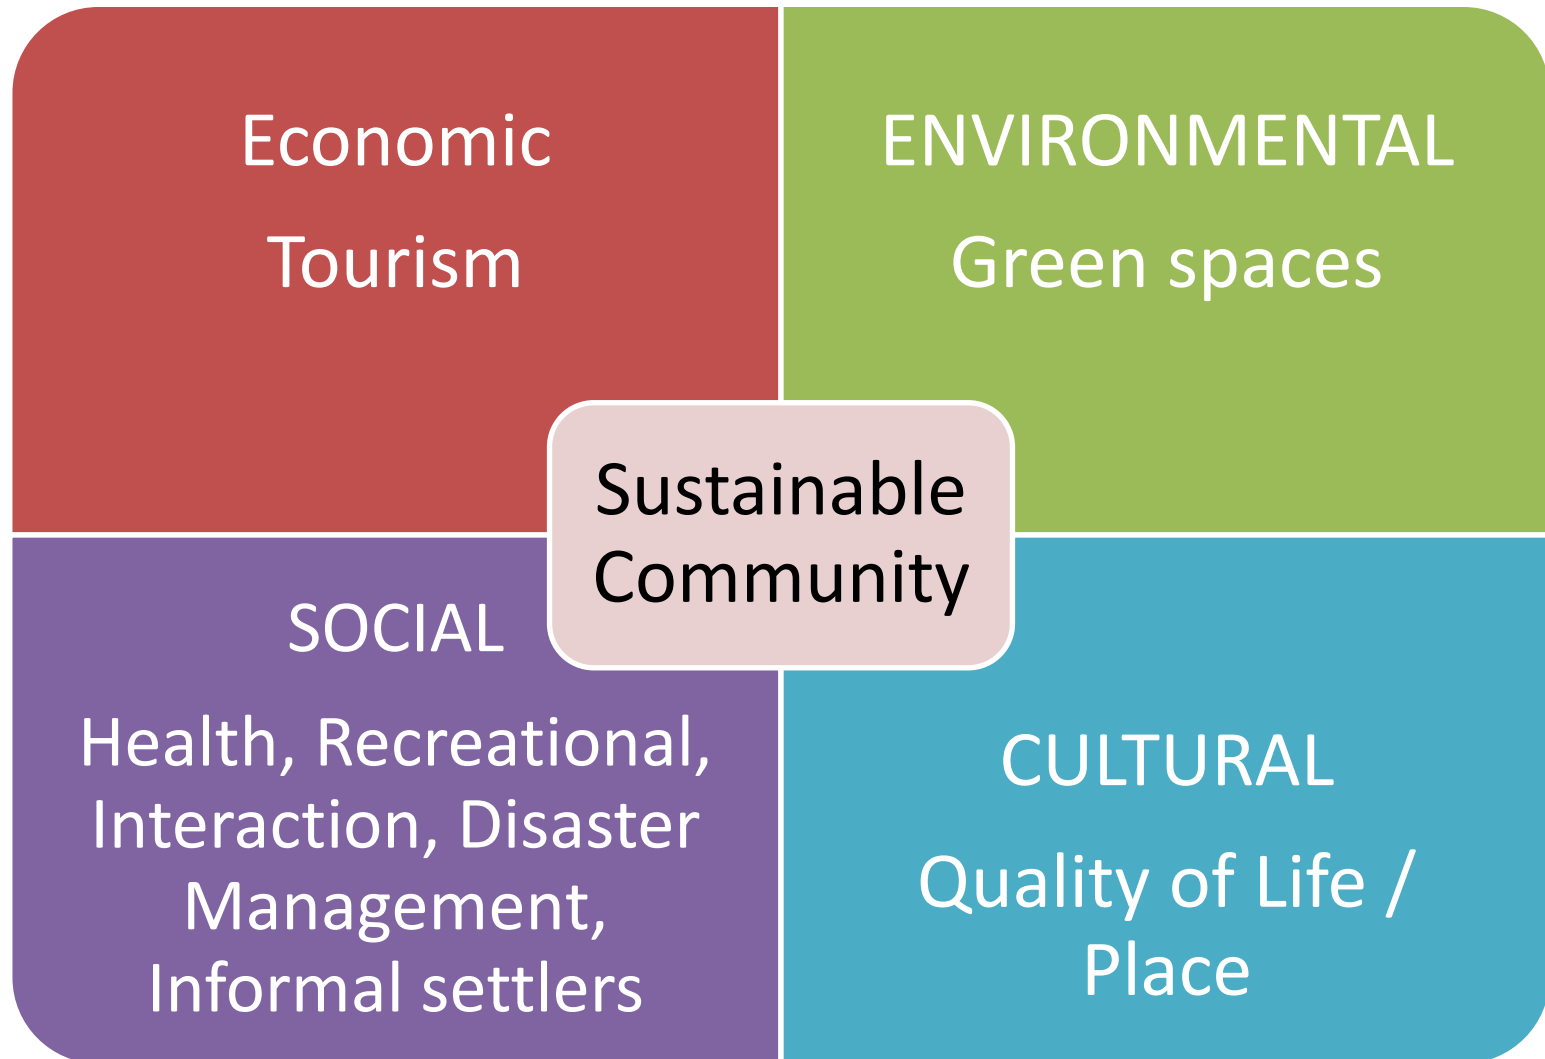 Economic
Tourism
ENVIRONMENTAL
Green spaces
Sustainable
Community
SOCIAL
Health, Recreational,
Interaction, Disaster
Management,
Informal settlers
CULTURAL
Quality of Life /
Place